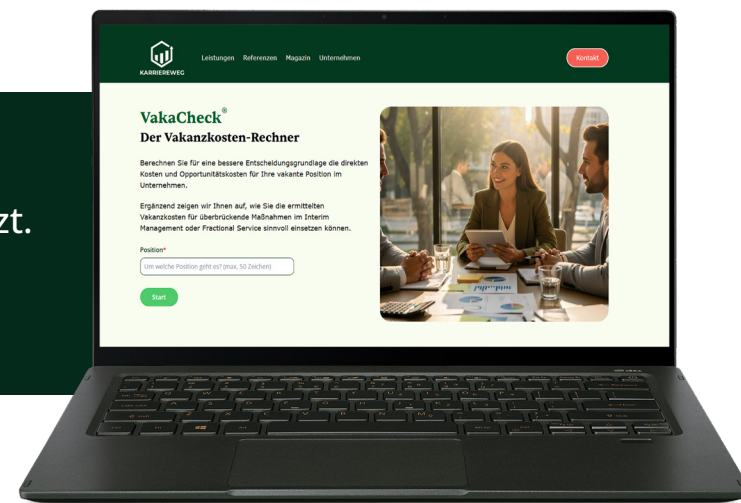 zt.
KARRIEREWEG
Leistungen Referenzen Magazin Unternehmen
Kontakt
VakaCheck®
Der Vakanzkosten-Rechner
Berechnen Sie für eine bessere Entscheidungsgrundlage die direkten
Kosten und Opportunitätskosten für Ihre vakante Position im
Unternehmen.
Ergänzend zeigen wir Ihnen auf, wie Sie die ermittelten
Vakanzkosten für überbrückende Maßnahmen im Interim
Management oder Fractional Service sinnvoll einsetzen können.
Position*
Um welche Position geht es? (max. 50 Zeichen)
Start